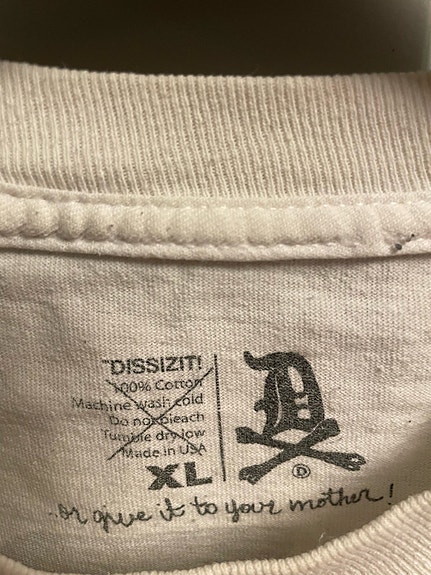 "DISSIZIT!
100% Cotton
Machine wash cold
Do not bleach
Tumble dry low
Made in USA
XL
D
D
...or give it to your mother!